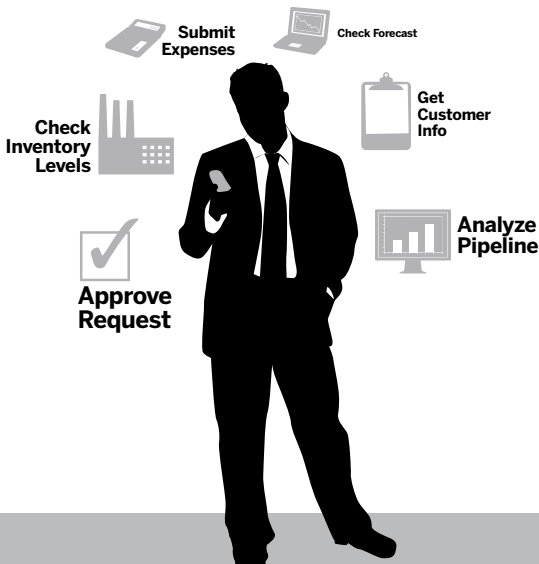 Submit
Expenses
Check Forecast
Get
Customer
Info
Check
Inventory
Levels
Analyze
Pipeline
Approve
Request